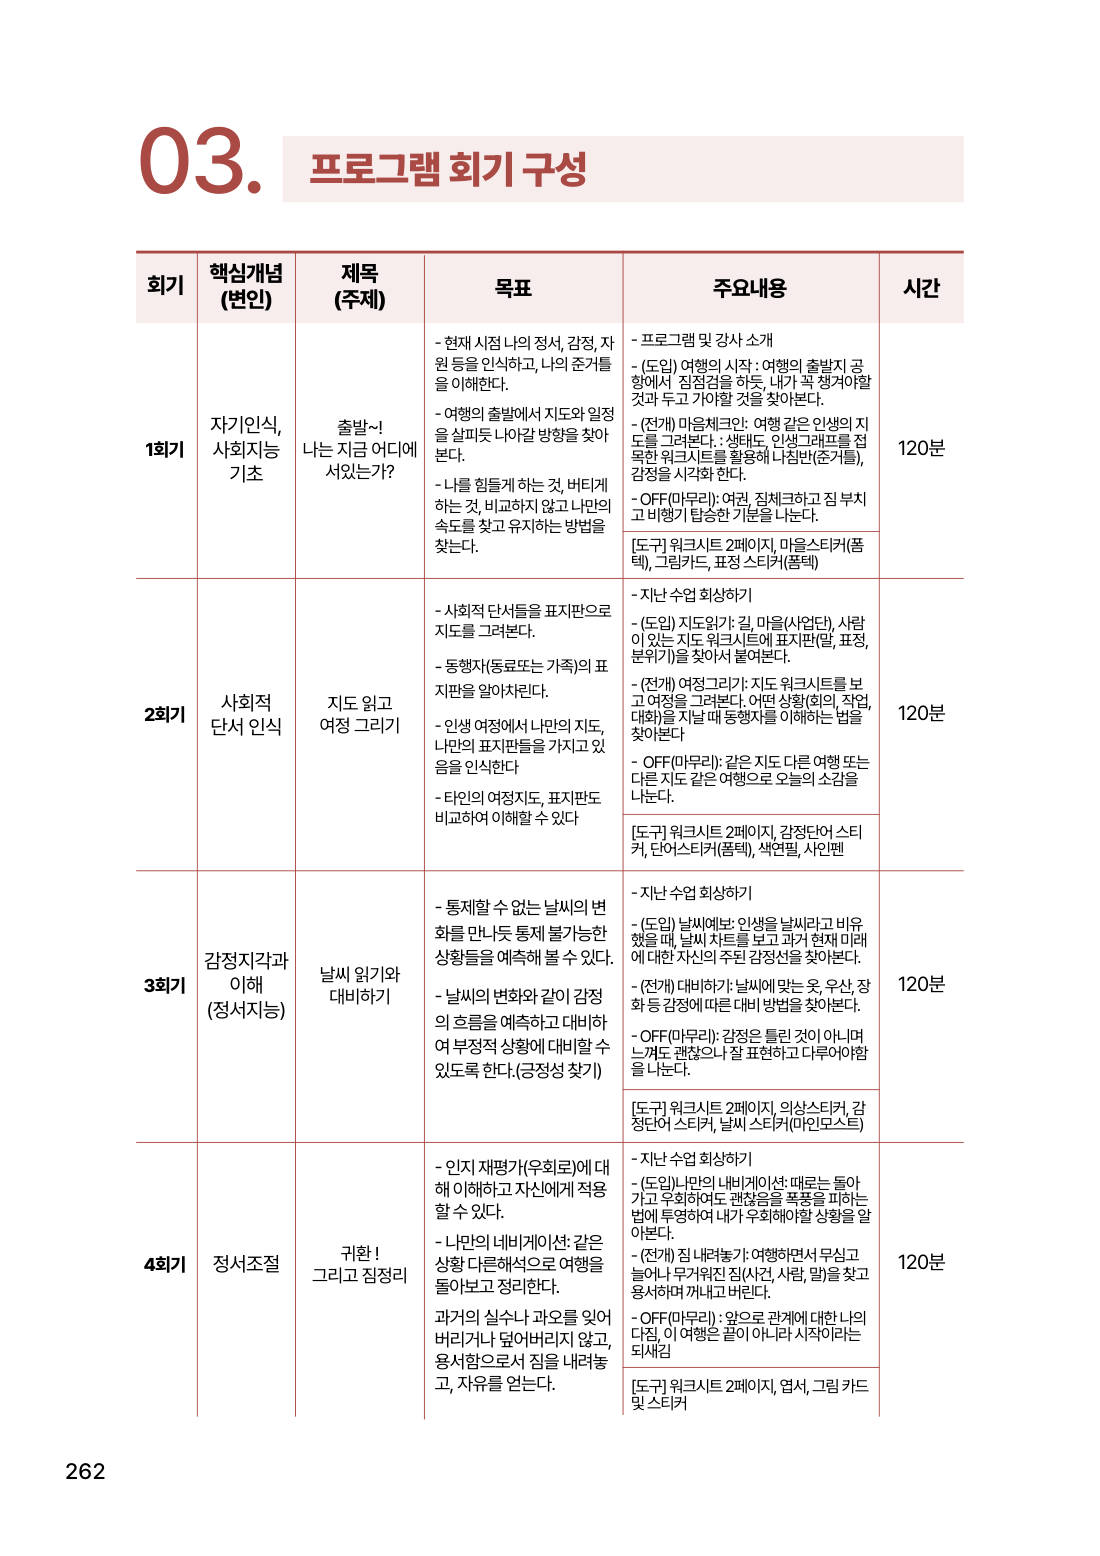 03. 프로그램 회기 구성
회기
핵심개념
(변인)
제목
(주제)
목표
주요내용
시간
1회기
자기인식,
사회지능
기초
출발~!
나는 지금 어디에
서있는가?
- 현재 시점 나의 정서, 감정, 자
원 등을 인식하고, 나의 준거틀
을 이해한다.
- 여행의 출발에서 지도와 일정
을 살피듯 나아갈 방향을 찾아
본다.
- 나를 힘들게 하는 것, 버티게
하는 것, 비교하지 않고 나만의
속도를 찾고 유지하는 방법을
찾는다.
- 프로그램 및 강사 소개
- (도입) 여행의 시작 : 여행의 출발지 공
항에서 짐점검을 하듯, 내가 꼭 챙겨야할
것과 두고 가야할 것을 찾아본다.
- (전개) 마음체크인: 여행 같은 인생의 지
도를 그려본다. : 생태도, 인생그래프를 접
목한 워크시트를 활용해 나침반(준거틀),
감정을 시각화 한다.
- OFF(마무리): 여권, 짐체크하고 짐 부치
고 비행기 탑승한 기분을 나눈다.
[도구] 워크시트 2페이지, 마을스티커(폼
텍), 그림카드, 표정 스티커(폼텍)
120분
2회기
사회적
단서 인식
지도 읽고
여정 그리기
- 사회적 단서들을 표지판으로
지도를 그려본다.
- 동행자(동료또는 가족)의 표
지판을 알아차린다.
- 인생 여정에서 나만의 지도,
나만의 표지판들을 가지고 있
음을 인식한다
- 타인의 여정지도, 표지판도
비교하여 이해할 수 있다
- 지난 수업 회상하기
- (도입) 지도읽기: 길, 마을(사업단), 사람
이 있는 지도 워크시트에 표지판(말, 표정,
분위기)을 찾아서 붙여본다.
- (전개) 여정그리기: 지도 워크시트를 보
고 여정을 그려본다. 어떤 상황(회의, 작업,
대화)을 지날 때 동행자를 이해하는 법을
찾아본다
- OFF(마무리): 같은 지도 다른 여행 또는
다른 지도 같은 여행으로 오늘의 소감을
나눈다.
[도구] 워크시트 2페이지, 감정단어 스티
커, 단어스티커(폼텍), 색연필, 사인펜
120분
3회기
감정지각과
이해
(정서지능)
날씨 읽기와
대비하기
- 통제할 수 없는 날씨의 변
화를 만나듯 통제 불가능한
상황들을 예측해 볼 수 있다.
- 날씨의 변화와 같이 감정
의 흐름을 예측하고 대비하
여 부정적 상황에 대비할 수
있도록 한다.(긍정성 찾기)
- 지난 수업 회상하기
- (도입) 날씨예보: 인생을 날씨라고 비유
했을 때, 날씨 차트를 보고 과거 현재 미래
에 대한 자신의 주된 감정선을 찾아본다.
- (전개) 대비하기: 날씨에 맞는 옷, 우산, 장
화 등 감정에 따른 대비 방법을 찾아본다.
- OFF(마무리): 감정은 틀린 것이 아니며
느껴도 괜찮으나 잘 표현하고 다루어야함
을 나눈다.
[도구] 워크시트 2페이지, 의상스티커, 감
정단어 스티커, 날씨 스티커(마인모스트)
120분
4회기
정서조절
귀환 !
그리고 짐정리
- 인지 재평가(우회로)에 대
해 이해하고 자신에게 적용
할 수 있다.
- 나만의 네비게이션: 같은
상황 다른해석으로 여행을
돌아보고 정리한다.
과거의 실수나 과오를 잊어
버리거나 덮어버리지 않고,
용서함으로서 짐을 내려놓
고, 자유를 얻는다.
- 지난 수업 회상하기
- (도입)나만의 내비게이션: 때로는 돌아
가고 우회하여도 괜찮음을 폭풍을 피하는
법에 투영하여 내가 우회해야할 상황을 알
아본다.
- (전개) 짐 내려놓기: 여행하면서 무심고
늘어나 무거워진 짐(사건, 사람, 말)을 찾고
용서하며 꺼내고 버린다.
- OFF(마무리) : 앞으로 관계에 대한 나의
다짐, 이 여행은 끝이 아니라 시작이라는
되새김
[도구] 워크시트 2페이지, 엽서, 그림 카드
및 스티커
120분
262